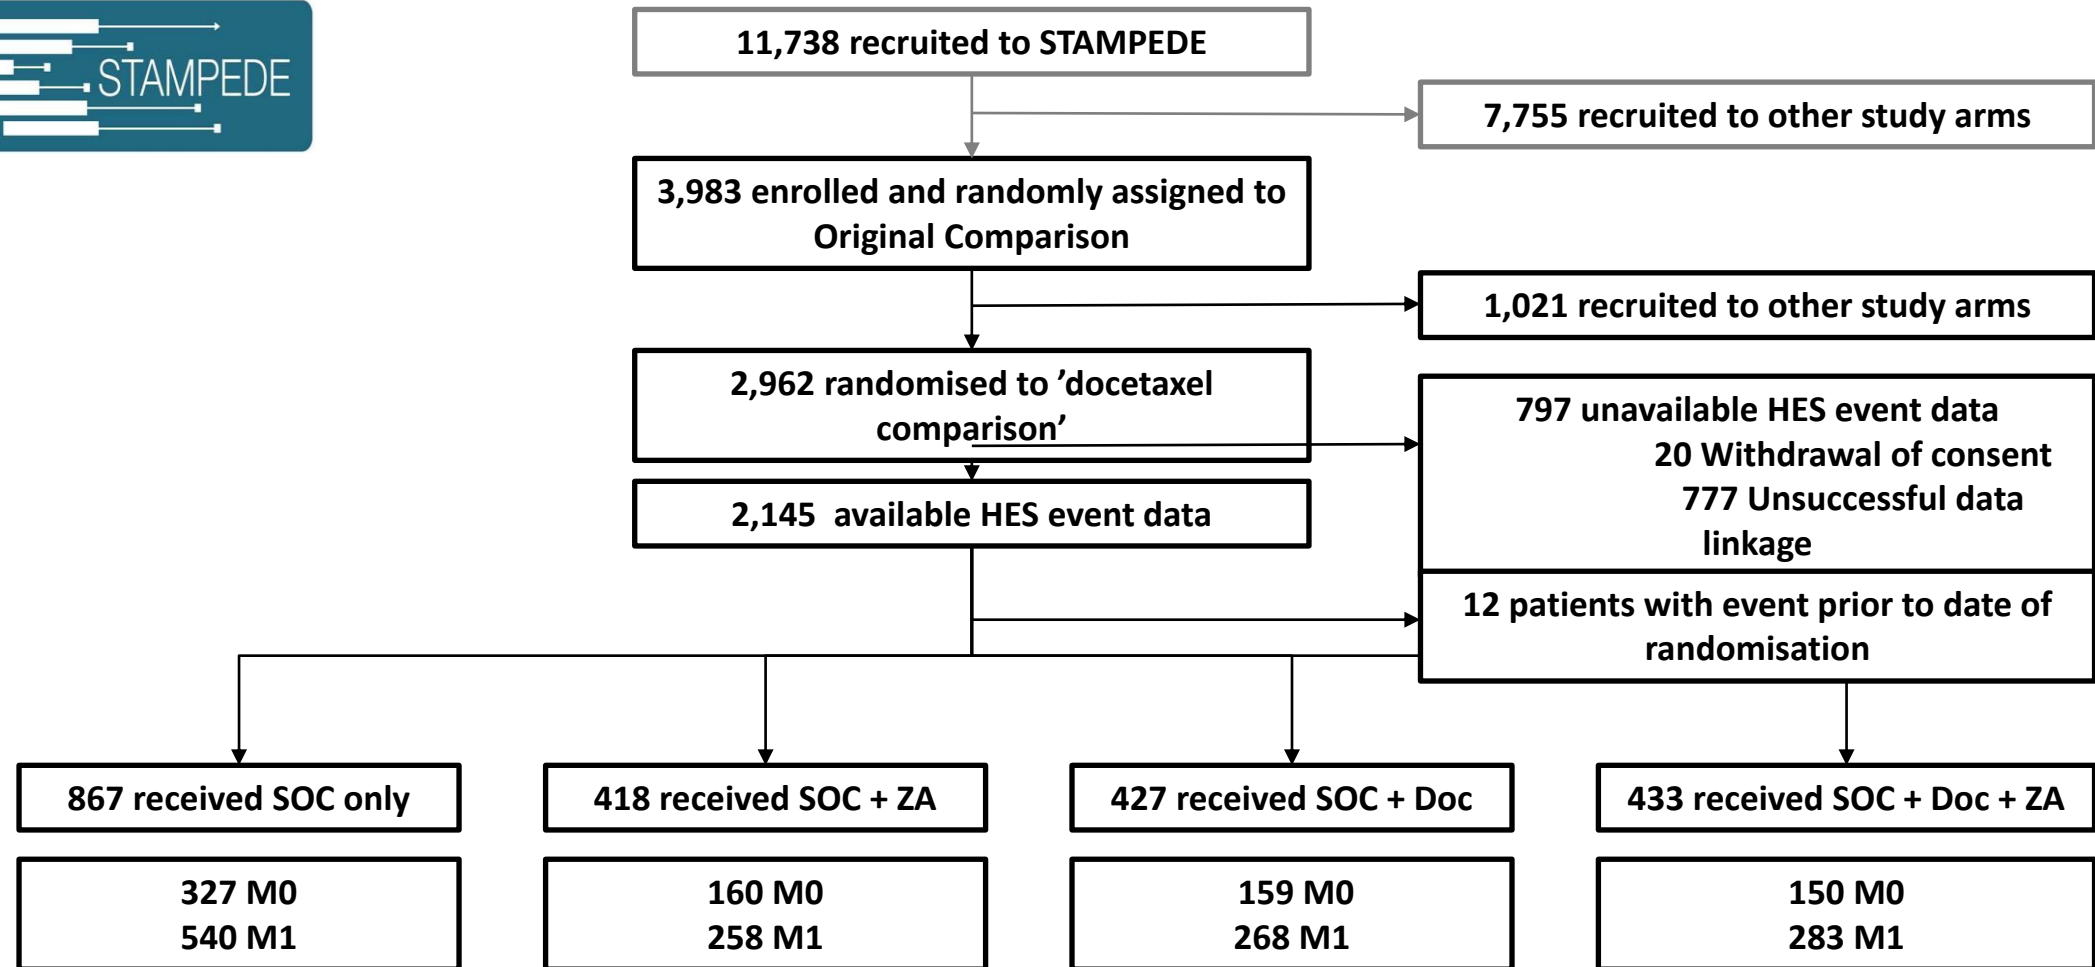 STAMPEDE
11,738 recruited to STAMPEDE
7,755 recruited to other study arms
3,983 enrolled and randomly assigned to
Original Comparison
1,021 recruited to other study arms
2,962 randomised to ’docetaxel
comparison’
797 unavailable HES event data
20 Withdrawal of consent
777 Unsuccessful data
linkage
2,145 available HES event data
12 patients with event prior to date of
randomisation
867 received SOC only
418 received SOC + ZA
427 received SOC + Doc
433 received SOC + Doc + ZA
327 M0
540 M1
160 M0
258 M1
159 M0
268 M1
150 M0
283 M1